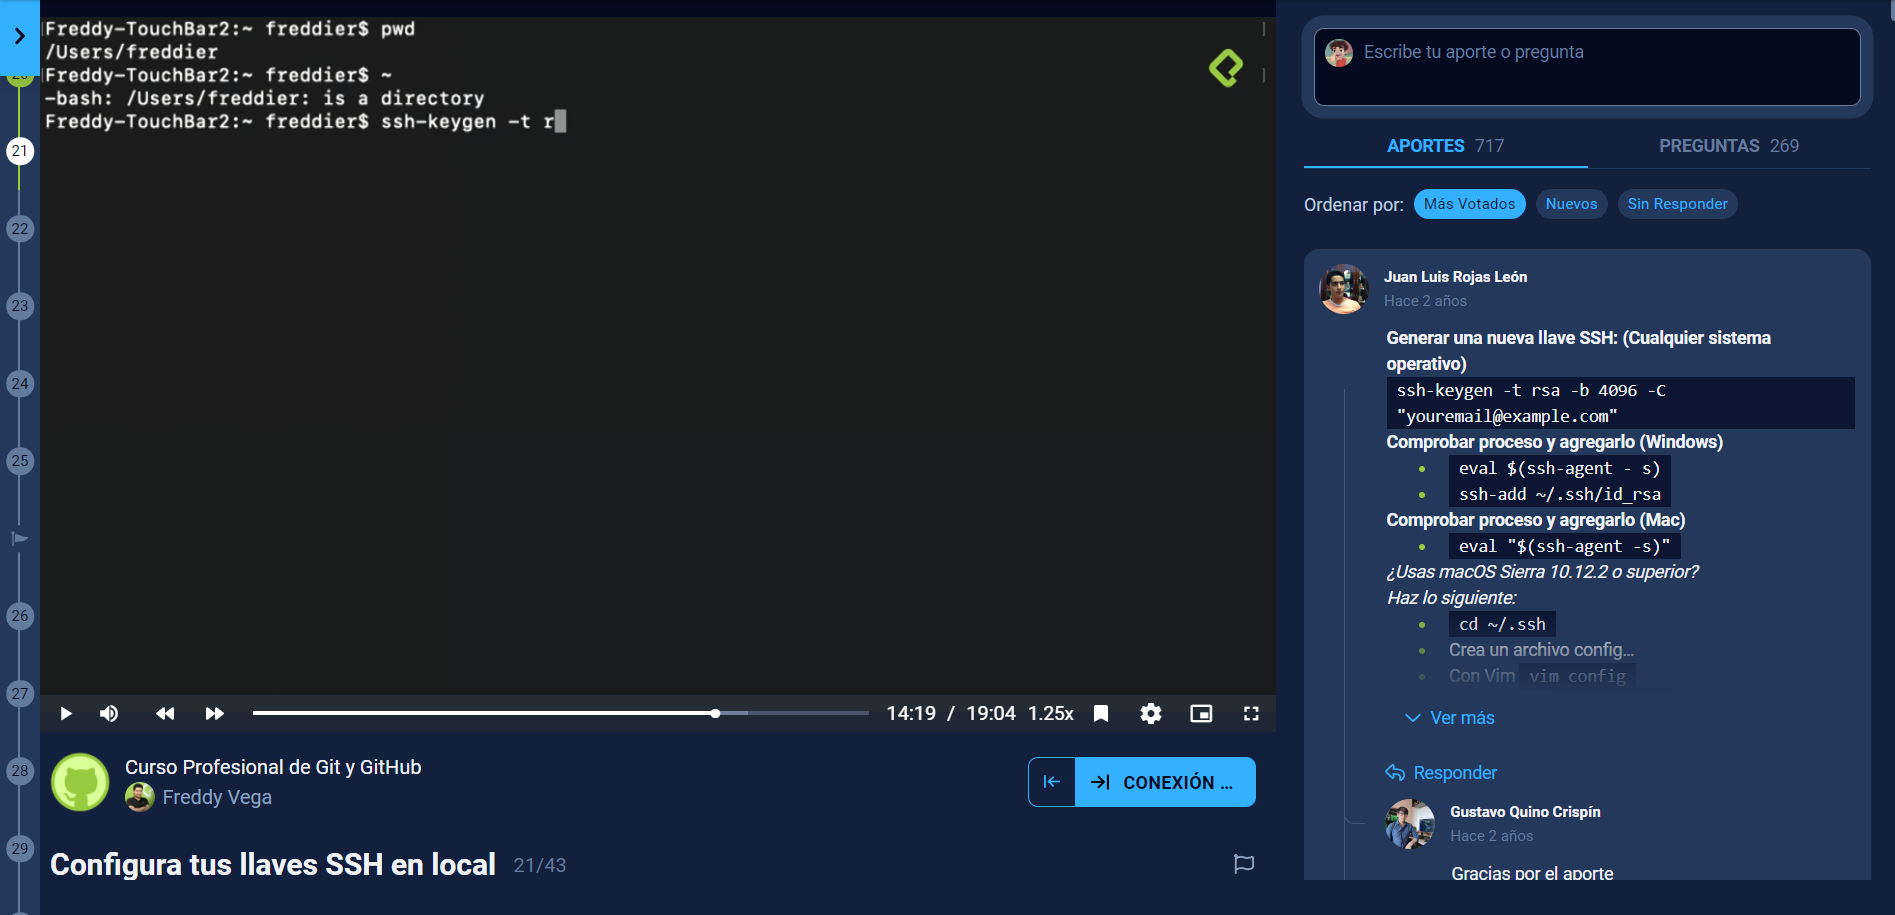 Freddy-TouchBar2:~ freddier$ pwd
/Users/freddier
Freddy-TouchBar2:~ freddier$ ~
-bash: /Users/freddier: is a directory
Freddy-TouchBar2:~ freddier$ ssh-keygen -t r
21
22
23
24
25
26
27
28
29
14:19 / 19:04 1.25x
Curso Profesional de Git y GitHub
Freddy Vega
CONEXIÓN ...
Configura tus llaves SSH en local 21/43
Escribe tu aporte o pregunta
APORTES 717 PREGUNTAS 269
Ordenar por: Más Votados Nuevos Sin Responder
Juan Luis Rojas León
Hace 2 años
Generar una nueva llave SSH: (Cualquier sistema
operativo)
ssh-keygen -t rsa -b 4096 -C
"youremail@example.com"
Comprobar proceso y agregarlo (Windows)
eval $(ssh-agent - s)
ssh-add ~/.ssh/id_rsa
Comprobar proceso y agregarlo (Mac)
eval "$(ssh-agent -s)"
¿Usas macOS Sierra 10.12.2 o superior?
Haz lo siguiente:
cd ~/.ssh
Crea un archivo config...
Con Vim vim config
Ver más
Responder
Gustavo Quino Crispín
Hace 2 años
Gracias por el aporte